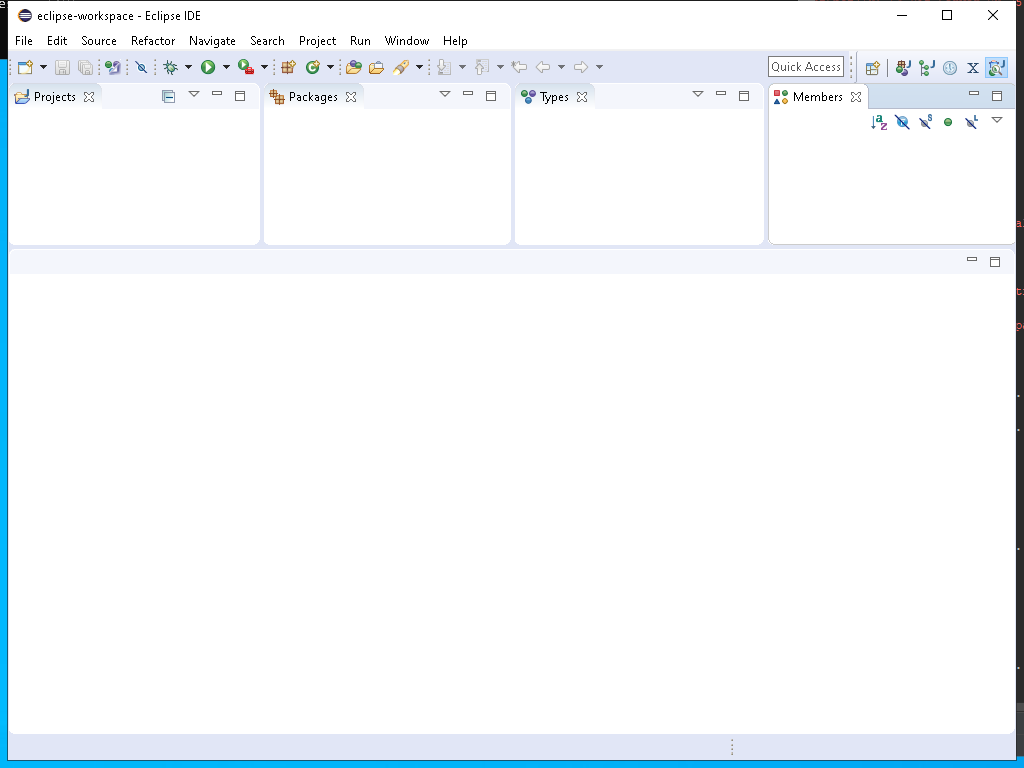 eclipse-workspace - Eclipse IDE
File Edit Source Refactor Navigate Search Project Run Window Help
Quick Access
Projects Packages Types Members